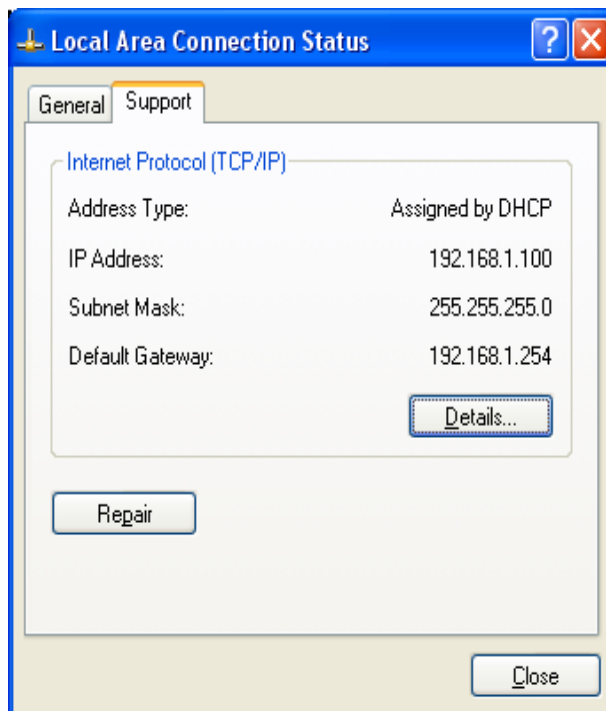 Local Area Connection Status
General Support
Internet Protocol (TCP/IP)
Address Type: Assigned by DHCP
IP Address: 192.168.1.100
Subnet Mask: 255.255.255.0
Default Gateway: 192.168.1.254
Details...
Repair
Close